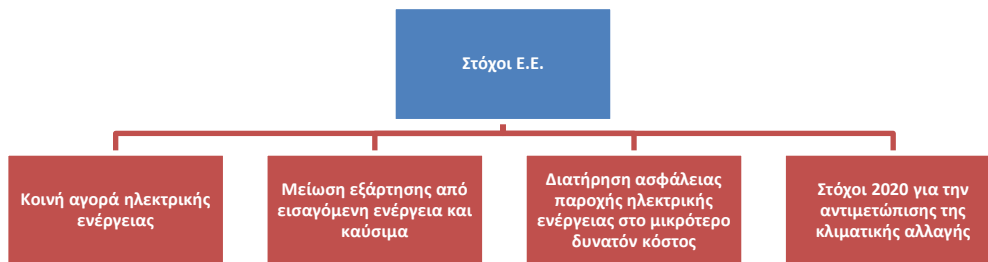 Στόχοι Ε.Ε.
Κοινή αγορά ηλεκτρικής
ενέργειας
Μείωση εξάρτησης από
εισαγόμενη ενέργεια και
καύσιμα
Διατήρηση ασφάλειας
παροχής ηλεκτρικής
ενέργειας στο μικρότερο
δυνατόν κόστος
Στόχοι 2020 για την
αντιμετώπισης της
κλιματικής αλλαγής